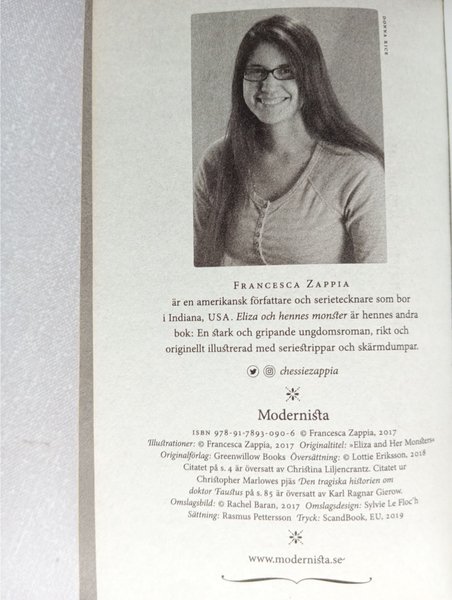 DONNA RICE
FRANCESCA ZAPPIA
är en amerikansk författare och serietecknare som bor
i Indiana, USA. Eliza och hennes monster är hennes andra
bok: En stark och gripande ungdomsroman, rikt och
originellt illustrerad med seriestrippar och skärmdumpar.
chessiezappia
Modernista
ISBN 978-91-7893-090-6 © Francesca Zappia, 2017
Illustrationer: © Francesca Zappia, 2017 Originaltitel: »Eliza and Her Monsters»
Originalförlag: Greenwillow Books Översättning: © Lottie Eriksson, 2018
Citatet på s. 4 är översatt av Christina Liljencrantz. Citatet ur
Christopher Marlowes pjäs Den tragiska historien om
doktor Faustus på s. 85 är översatt av Karl Ragnar Gierow.
Omslagsbild: © Rachel Baran, 2017 Omslagsdesign: Sylvie Le Floc'h
Sättning: Rasmus Pettersson Tryck: ScandBook, EU, 2019
www.modernista.se